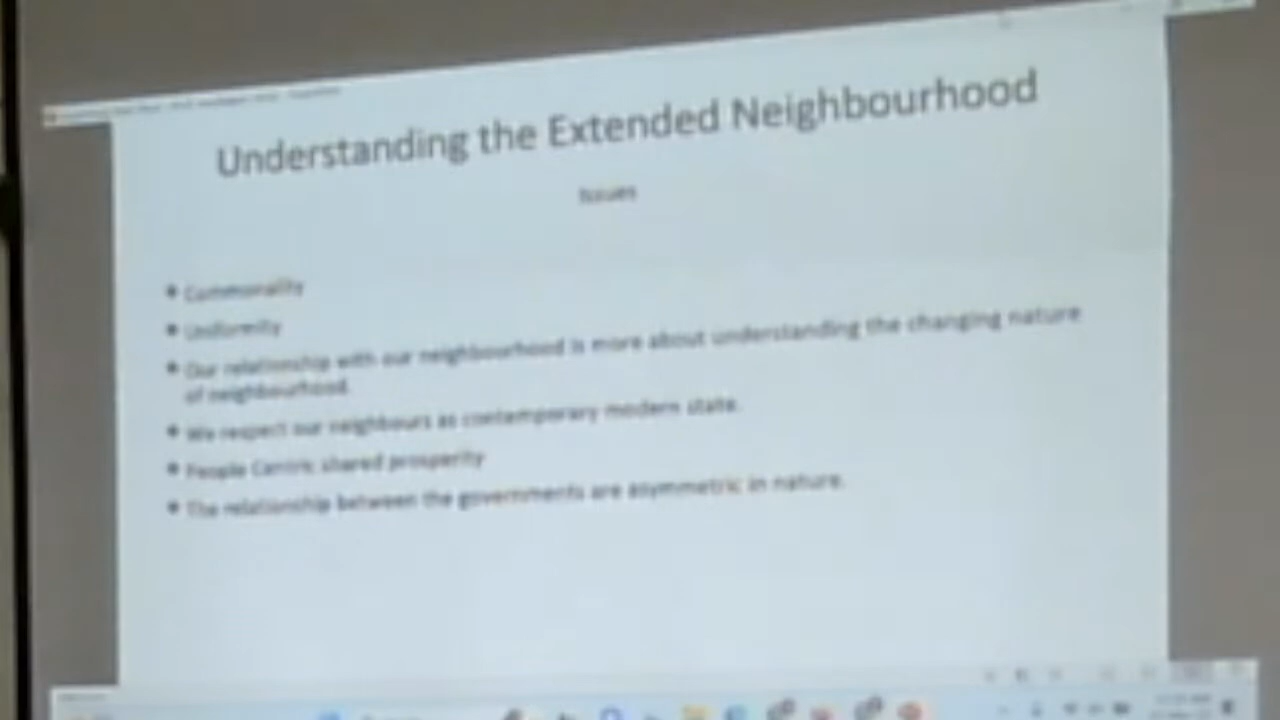 Understanding the Extended Neighbourhood
Issues
• Commonality
• Uniformity
• Our relationship with our neighbourhood is more about understanding the changing nature
of neighbourhood.
• We respect our neighbours as contemporary modern state.
• People Centric shared prosperity
• The relationship between the governments are asymmetric in nature.